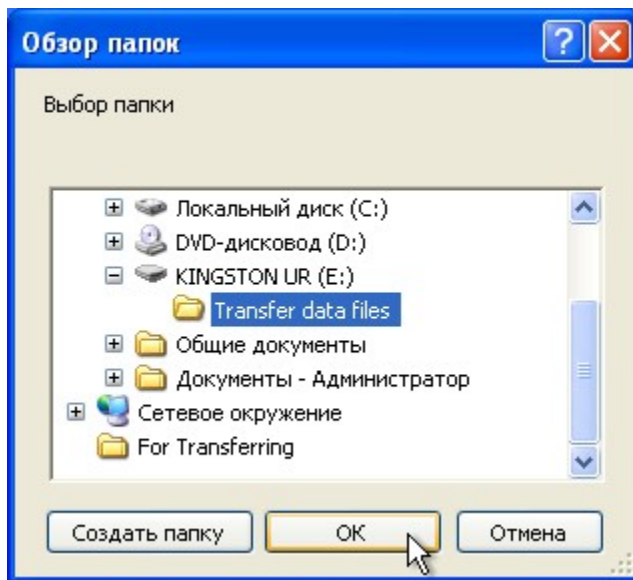 Обзор папок
Выбор папки
Локальный диск (C:)
DVD-дисковод (D:)
KINGSTON UR (E:)
Transfer data files
Общие документы
Документы - Администратор
Сетевое окружение
For Transferring
Создать папку ОК Отмена